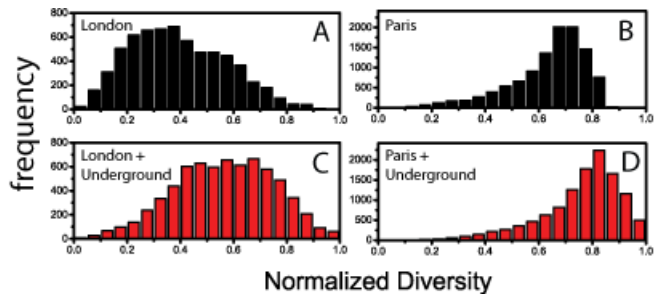 London
A
Paris
B
800
600
400
200
0
2000
1500
1000
500
0
0.0 0.2 0.4 0.6 0.8 1.0
0.0 0.2 0.4 0.6 0.8 1.0
frequency
London +
Underground
C
Paris +
Underground
D
800
600
400
200
0
2000
1500
1000
500
0
0.0 0.2 0.4 0.6 0.8 1.0
0.0 0.2 0.4 0.6 0.8 1.0
Normalized Diversity